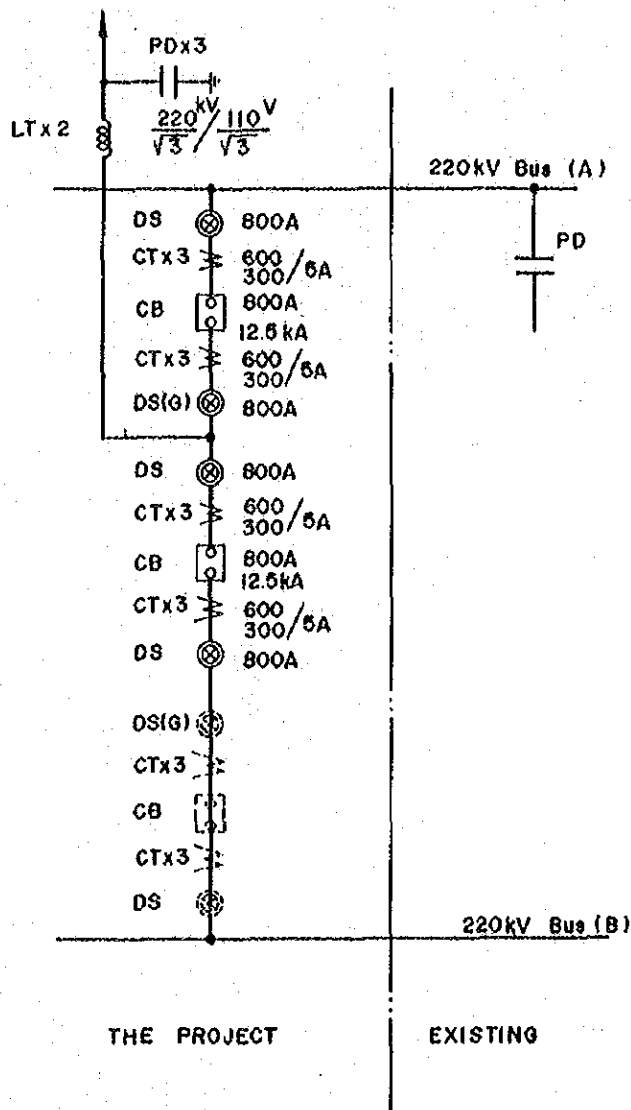 PDx3
LTx2
220kV/√3 / 110V/√3
220kV Bus (A)
PD
DS 800A
CTx3 600
300/5A
CB 800A
12.5kA
CTx3 600
300/5A
DS(G) 800A
DS 800A
CTx3 600
300/5A
CB 800A
12.5kA
CTx3 600
300/5A
DS 800A
DS(G)
CTx3
CB
CTx3
DS
220kV Bus (B)
THE PROJECT
EXISTING